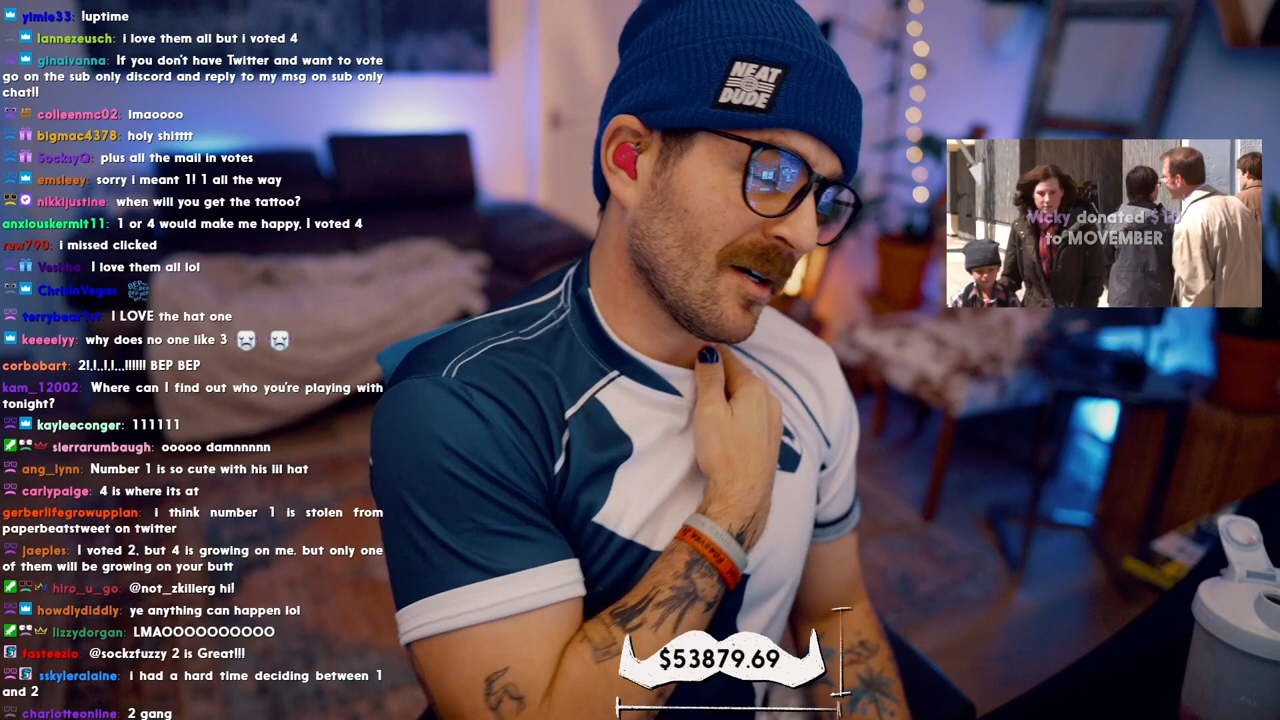 yimie33: !uptime
lannezeusch: i love them all but i voted 4
ginaivanna: If you don't have Twitter and want to vote
go on the sub only discord and reply to my msg on sub only
chat!!
colleenmc02: lmaoooo
bigmac4378: holy shitttt
SocksyQ: plus all the mail in votes
emsieey: sorry i meant 1! 1 all the way
nikkijustine: when will you get the tattoo?
anxiouskermit11: 1 or 4 would make me happy. I voted 4
rew790: i missed clicked
I love them all lol
ChrisinVegas
terrybear1st: I LOVE the hat one
keeeelyy: why does no one like 3
corbobart: 2!.!..!.!...!!!!!! BEP BEP
kam_12002: Where can I find out who you're playing with
tonight?
kayleeconger: 111111
sierrarumbaugh: ooooo damnnnnn
ang_lynn: Number 1 is so cute with his lil hat
carlypaige: 4 is where its at
gerberlifegrowupplan: i think number 1 is stolen from
paperbeatstweet on twitter
jaeples: I voted 2, but 4 is growing on me. but only one
of them will be growing on your butt
hiro_u_go: @not_zkillerg hi!
howdlydiddly: ye anything can happen lol
lizzydorgan: LMAOOOOOOOOOO
fasteezio: @sockzfuzzy 2 is Great!!!
sskyleralaine: i had a hard time deciding between 1
and 2
charlotteonline: 2 gang
NEAT
DUDE
Vicky donated $10
to MOVEMBER
$53879.69